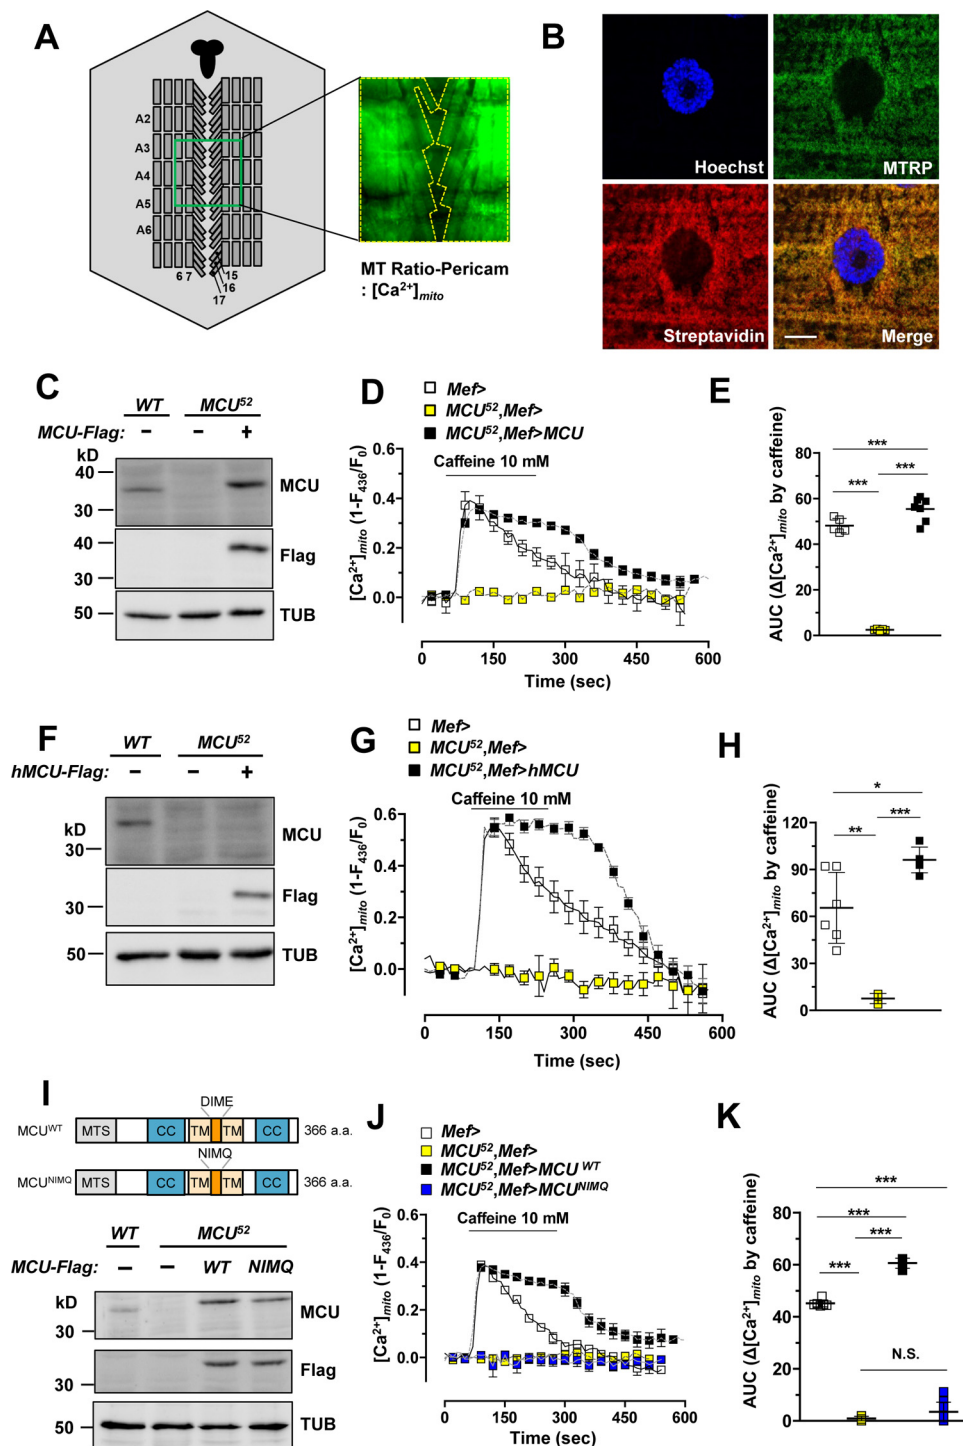 A
A2
A3
A4
A5
A6
6 7
15
16
17
MT Ratio-Pericam
: [Ca²⁺]mito
B
Hoechst
MTRP
Streptavidin
Merge
C
WT
MCU⁵²
MCU-Flag:
–
–
+
kD
40
30
MCU
40
30
Flag
50
TUB
D
Mef>
MCU⁵²,Mef>
MCU⁵²,Mef>MCU
Caffeine 10 mM
[Ca²⁺]mito (1-F₄₃₆/F₀)
0.6
0.4
0.2
0.0
0
150
300
450
600
Time (sec)
E
***
***
***
AUC (Δ[Ca²⁺]mito by caffeine)
80
60
40
20
0
F
WT
MCU⁵²
hMCU-Flag:
–
–
+
kD
30
MCU
30
Flag
50
TUB
G
Mef>
MCU⁵²,Mef>
MCU⁵²,Mef>hMCU
Caffeine 10 mM
[Ca²⁺]mito (1-F₄₃₆/F₀)
0.6
0.4
0.2
0.0
0
150
300
450
600
Time (sec)
H
*
***
**
AUC (Δ[Ca²⁺]mito by caffeine)
120
90
60
30
0
I
DIME
MCUᵂᵀ
MTS
CC
TM
TM
CC
366 a.a.
NIMQ
MCUᴺᴵᴹQ
MTS
CC
TM
TM
CC
366 a.a.
WT
MCU⁵²
MCU-Flag:
–
–
WT
NIMQ
kD
30
MCU
30
Flag
50
TUB
J
Mef>
MCU⁵²,Mef>
MCU⁵²,Mef>MCU ᵂᵀ
MCU⁵²,Mef>MCUᴺᴵᴹQ
Caffeine 10 mM
[Ca²⁺]mito (1-F₄₃₆/F₀)
0.6
0.4
0.2
0.0
0
150
300
450
600
Time (sec)
K
***
***
***
***
N.S.
AUC (Δ[Ca²⁺]mito by caffeine)
80
60
40
20
0